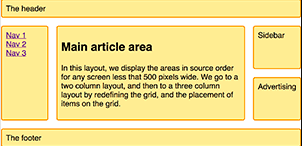 The header
Nav 1
Nav 2
Nav 3
Main article area
In this layout, we display the areas in source order
for any screen less that 500 pixels wide. We go to a
two column layout, and then to a three column
layout by redefining the grid, and the placement of
items on the grid.
Sidebar
Advertising
The footer